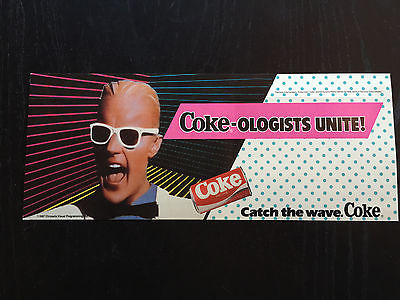 Coke-OLOGISTS UNITE!
Coke
Catch the wave. Coke